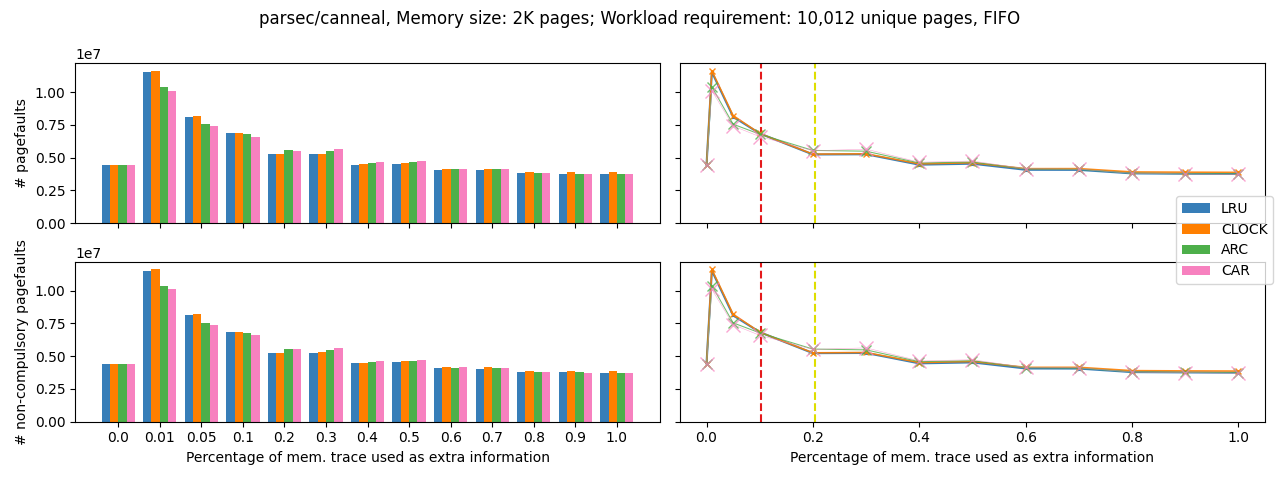 parsec/canneal, Memory size: 2K pages; Workload requirement: 10,012 unique pages, FIFO
1e7
# pagefaults
1.00
0.75
0.50
0.25
0.00
LRU
CLOCK
ARC
CAR
1e7
# non-compulsory pagefaults
1.00
0.75
0.50
0.25
0.00
0.0 0.01 0.05 0.1 0.2 0.3 0.4 0.5 0.6 0.7 0.8 0.9 1.0
Percentage of mem. trace used as extra information
0.0 0.2 0.4 0.6 0.8 1.0
Percentage of mem. trace used as extra information